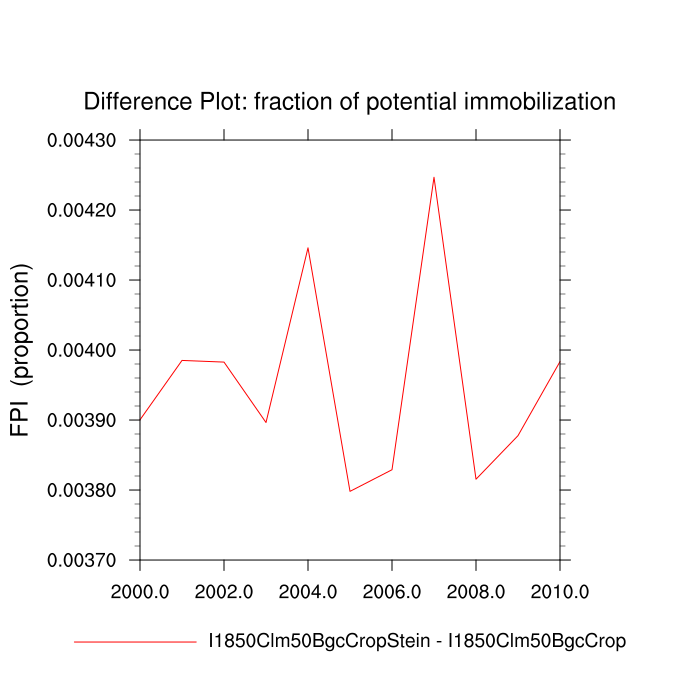 Difference Plot: fraction of potential immobilization
0.00430
0.00420
0.00410
0.00400
0.00390
0.00380
0.00370
FPI (proportion)
2000.0 2002.0 2004.0 2006.0 2008.0 2010.0
I1850Clm50BgcCropStein - I1850Clm50BgcCrop